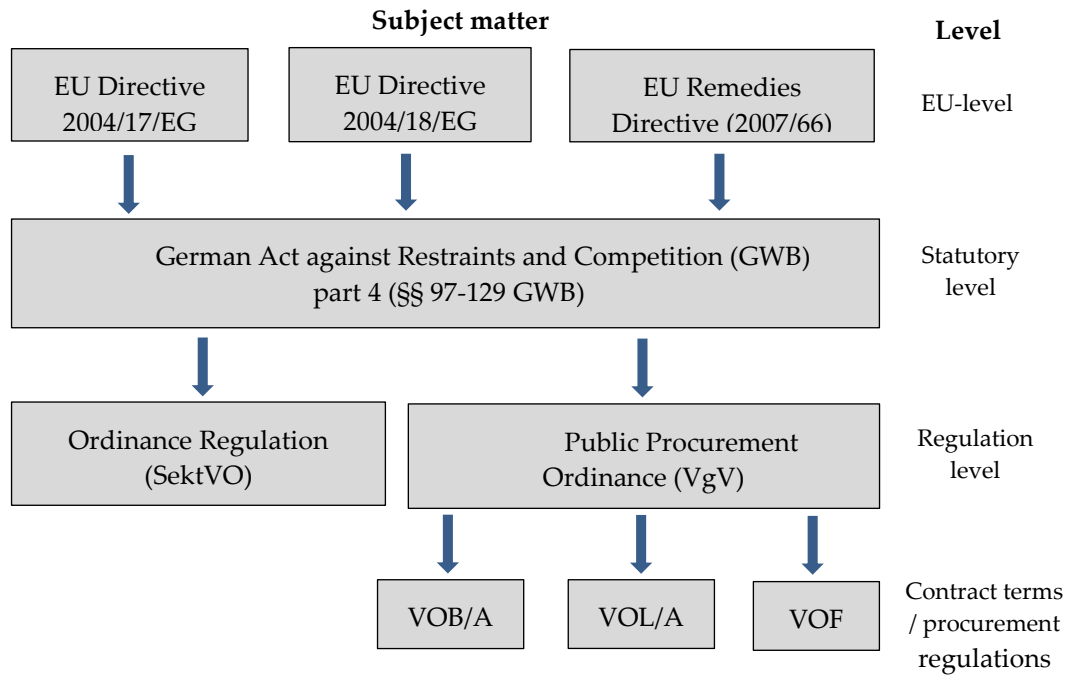 Subject matter
Level
EU Directive
2004/17/EG
EU Directive
2004/18/EG
EU Remedies
Directive (2007/66)
EU-level
German Act against Restraints and Competition (GWB)
part 4 (§§ 97-129 GWB)
Statutory
level
Ordinance Regulation
(SektVO)
Public Procurement
Ordinance (VgV)
Regulation
level
VOB/A
VOL/A
VOF
Contract terms
/ procurement
regulations